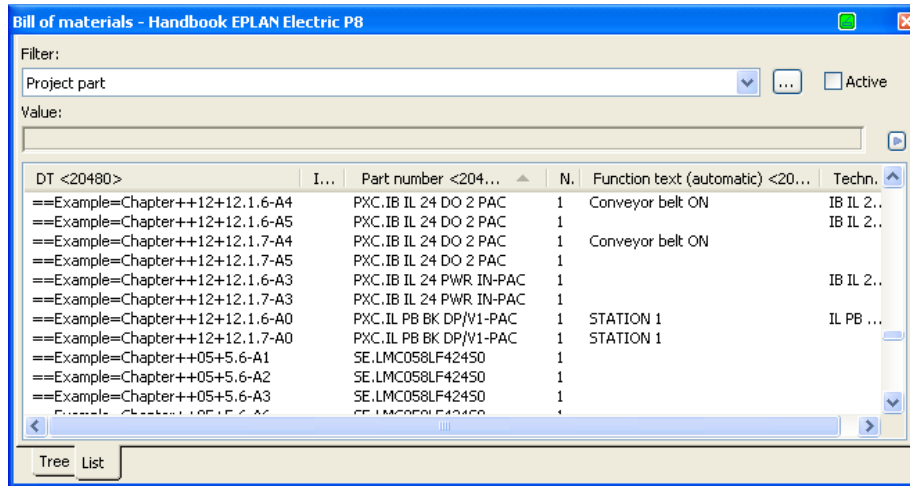 Bill of materials - Handbook EPLAN Electric P8
Filter:
Project part ... Active
Value:
DT <20480> I... Part number <204... N. Function text (automatic) <20... Techn.
==Example=Chapter++12+12.1.6-A4 PXC.IB IL 24 DO 2 PAC 1 Conveyor belt ON IB IL 2..
==Example=Chapter++12+12.1.6-A5 PXC.IB IL 24 DO 2 PAC 1 IB IL 2..
==Example=Chapter++12+12.1.7-A4 PXC.IB IL 24 DO 2 PAC 1 Conveyor belt ON
==Example=Chapter++12+12.1.7-A5 PXC.IB IL 24 DO 2 PAC 1
==Example=Chapter++12+12.1.6-A3 PXC.IB IL 24 PWR IN-PAC 1 IB IL 2..
==Example=Chapter++12+12.1.7-A3 PXC.IB IL 24 PWR IN-PAC 1
==Example=Chapter++12+12.1.6-A0 PXC.IL PB BK DP/V1-PAC 1 STATION 1 IL PB ...
==Example=Chapter++12+12.1.7-A0 PXC.IL PB BK DP/V1-PAC 1 STATION 1
==Example=Chapter++05+5.6-A1 SE.LMC058LF424S0 1
==Example=Chapter++05+5.6-A2 SE.LMC058LF424S0 1
==Example=Chapter++05+5.6-A3 SE.LMC058LF424S0 1
Tree List